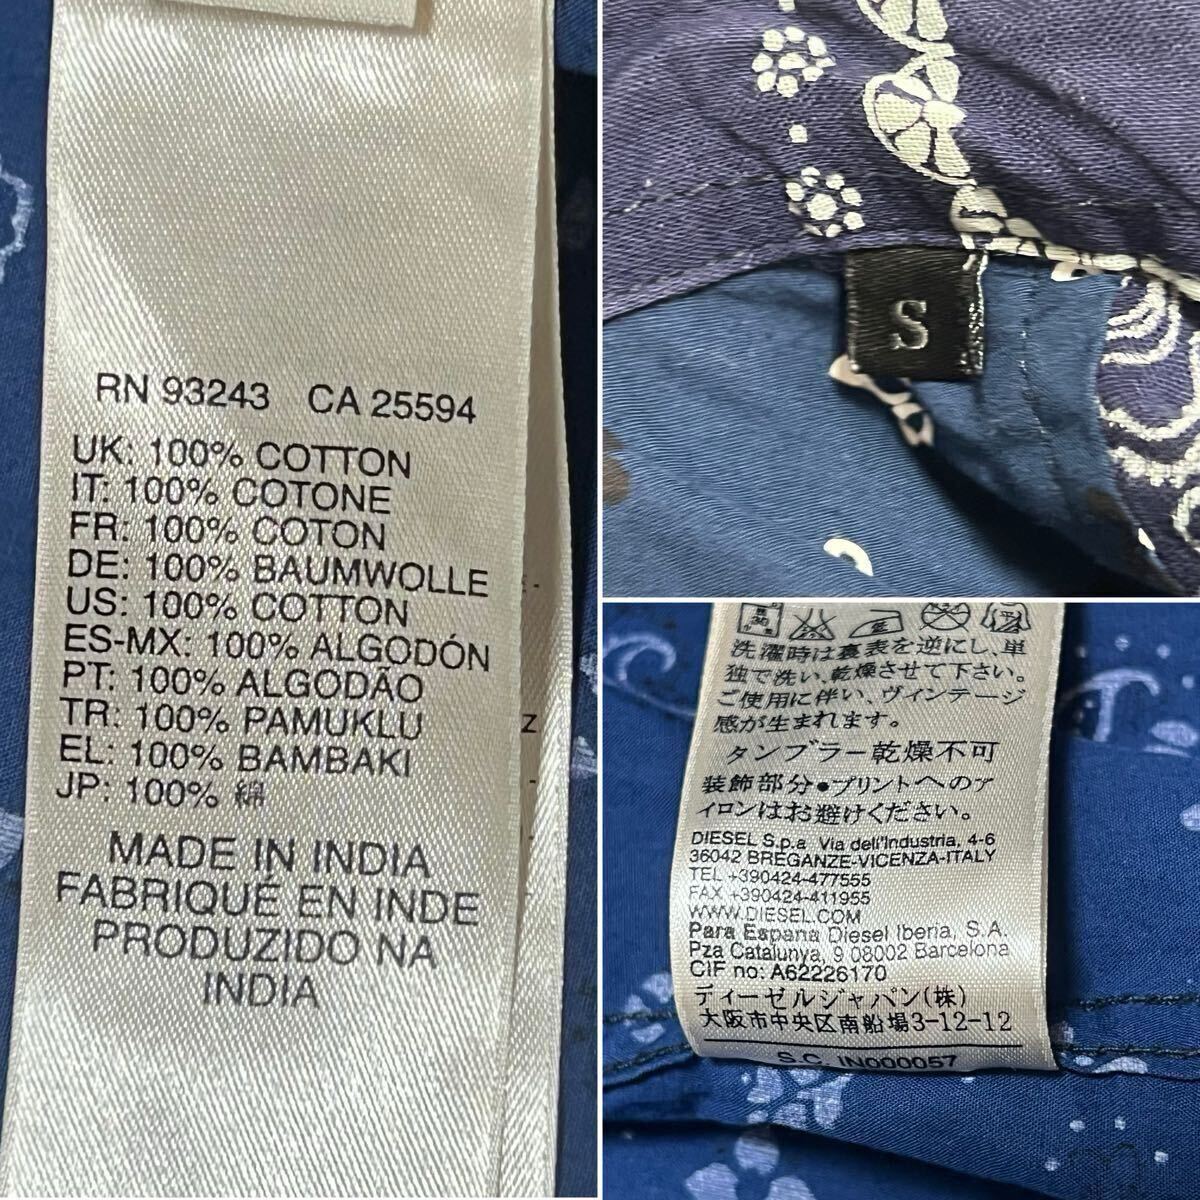 RN 93243 CA 25594
UK: 100% COTTON
IT: 100% COTONE
FR: 100% COTON
DE: 100% BAUMWOLLE
US: 100% COTTON
ES-MX: 100% ALGODÓN
PT: 100% ALGODÃO
TR: 100% PAMUKLU
EL: 100% BAMBAKI
JP: 100% 綿
MADE IN INDIA
FABRIQUÉ EN INDE
PRODUZIDO NA
INDIA
S
洗濯時は裏表を逆にし、単
独で洗い、乾燥させて下さい。
ご使用に伴い、ヴィンテージ
感が生まれます。
タンブラー乾燥不可
装飾部分●プリントへのア
イロンはお避けください。
DIESEL S.p.a Via dell'Industria, 4-6
36042 BREGANZE-VICENZA-ITALY
TEL +390424-477555
FAX +390424-411955
WWW.DIESEL.COM
Para Espana Diesel Iberia, S.A.
Pza Catalunya, 9 08002 Barcelona
CIF no: A62226170
ディーゼルジャパン(株)
大阪市中央区南船場3-12-12
S.C. IN000057